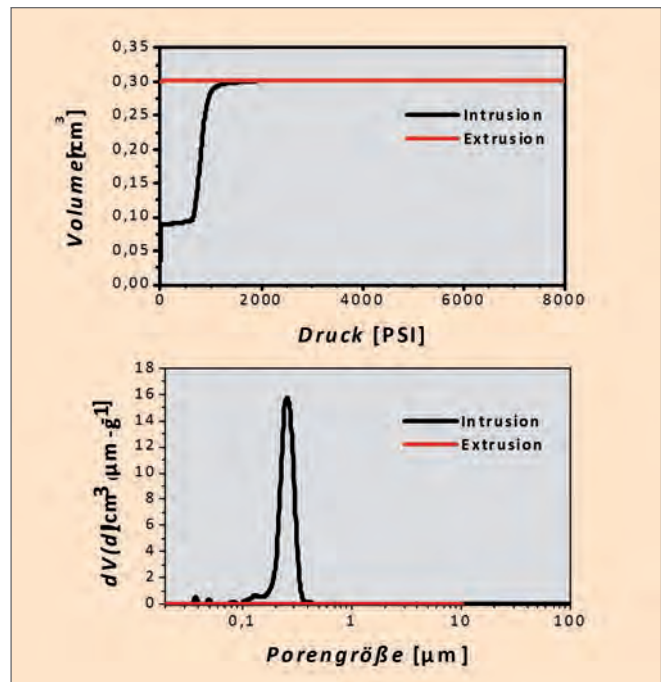 0,35
0,30
0,25
0,20
0,15
0,10
0,05
0,00
Volume[cm³]
Intrusion
Extrusion
0 2000 4000 6000 8000
Druck [PSI]
18
16
14
12
10
8
6
4
2
0
dV(d)[cm³(µm-g¹]
Intrusion
Extrusion
0,1 1 10 100
Porengröße [µm]